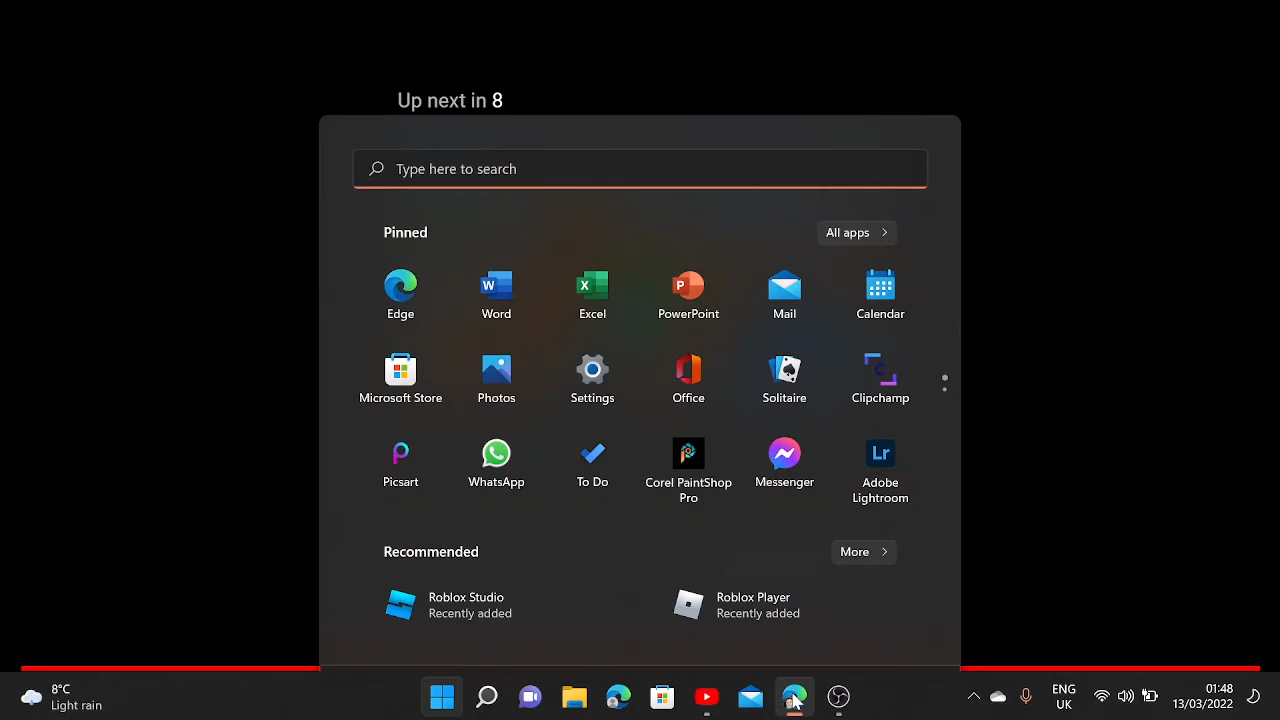 Up next in 8
Type here to search
Pinned
All apps
Edge
Word
Excel
PowerPoint
Mail
Calendar
Microsoft Store
Photos
Settings
Office
Solitaire
Clipchamp
Picsart
WhatsApp
To Do
Corel PaintShop
Pro
Messenger
Adobe
Lightroom
Recommended
More
Roblox Studio
Recently added
Roblox Player
Recently added
8°C
Light rain
ENG
UK
01:48
13/03/2022